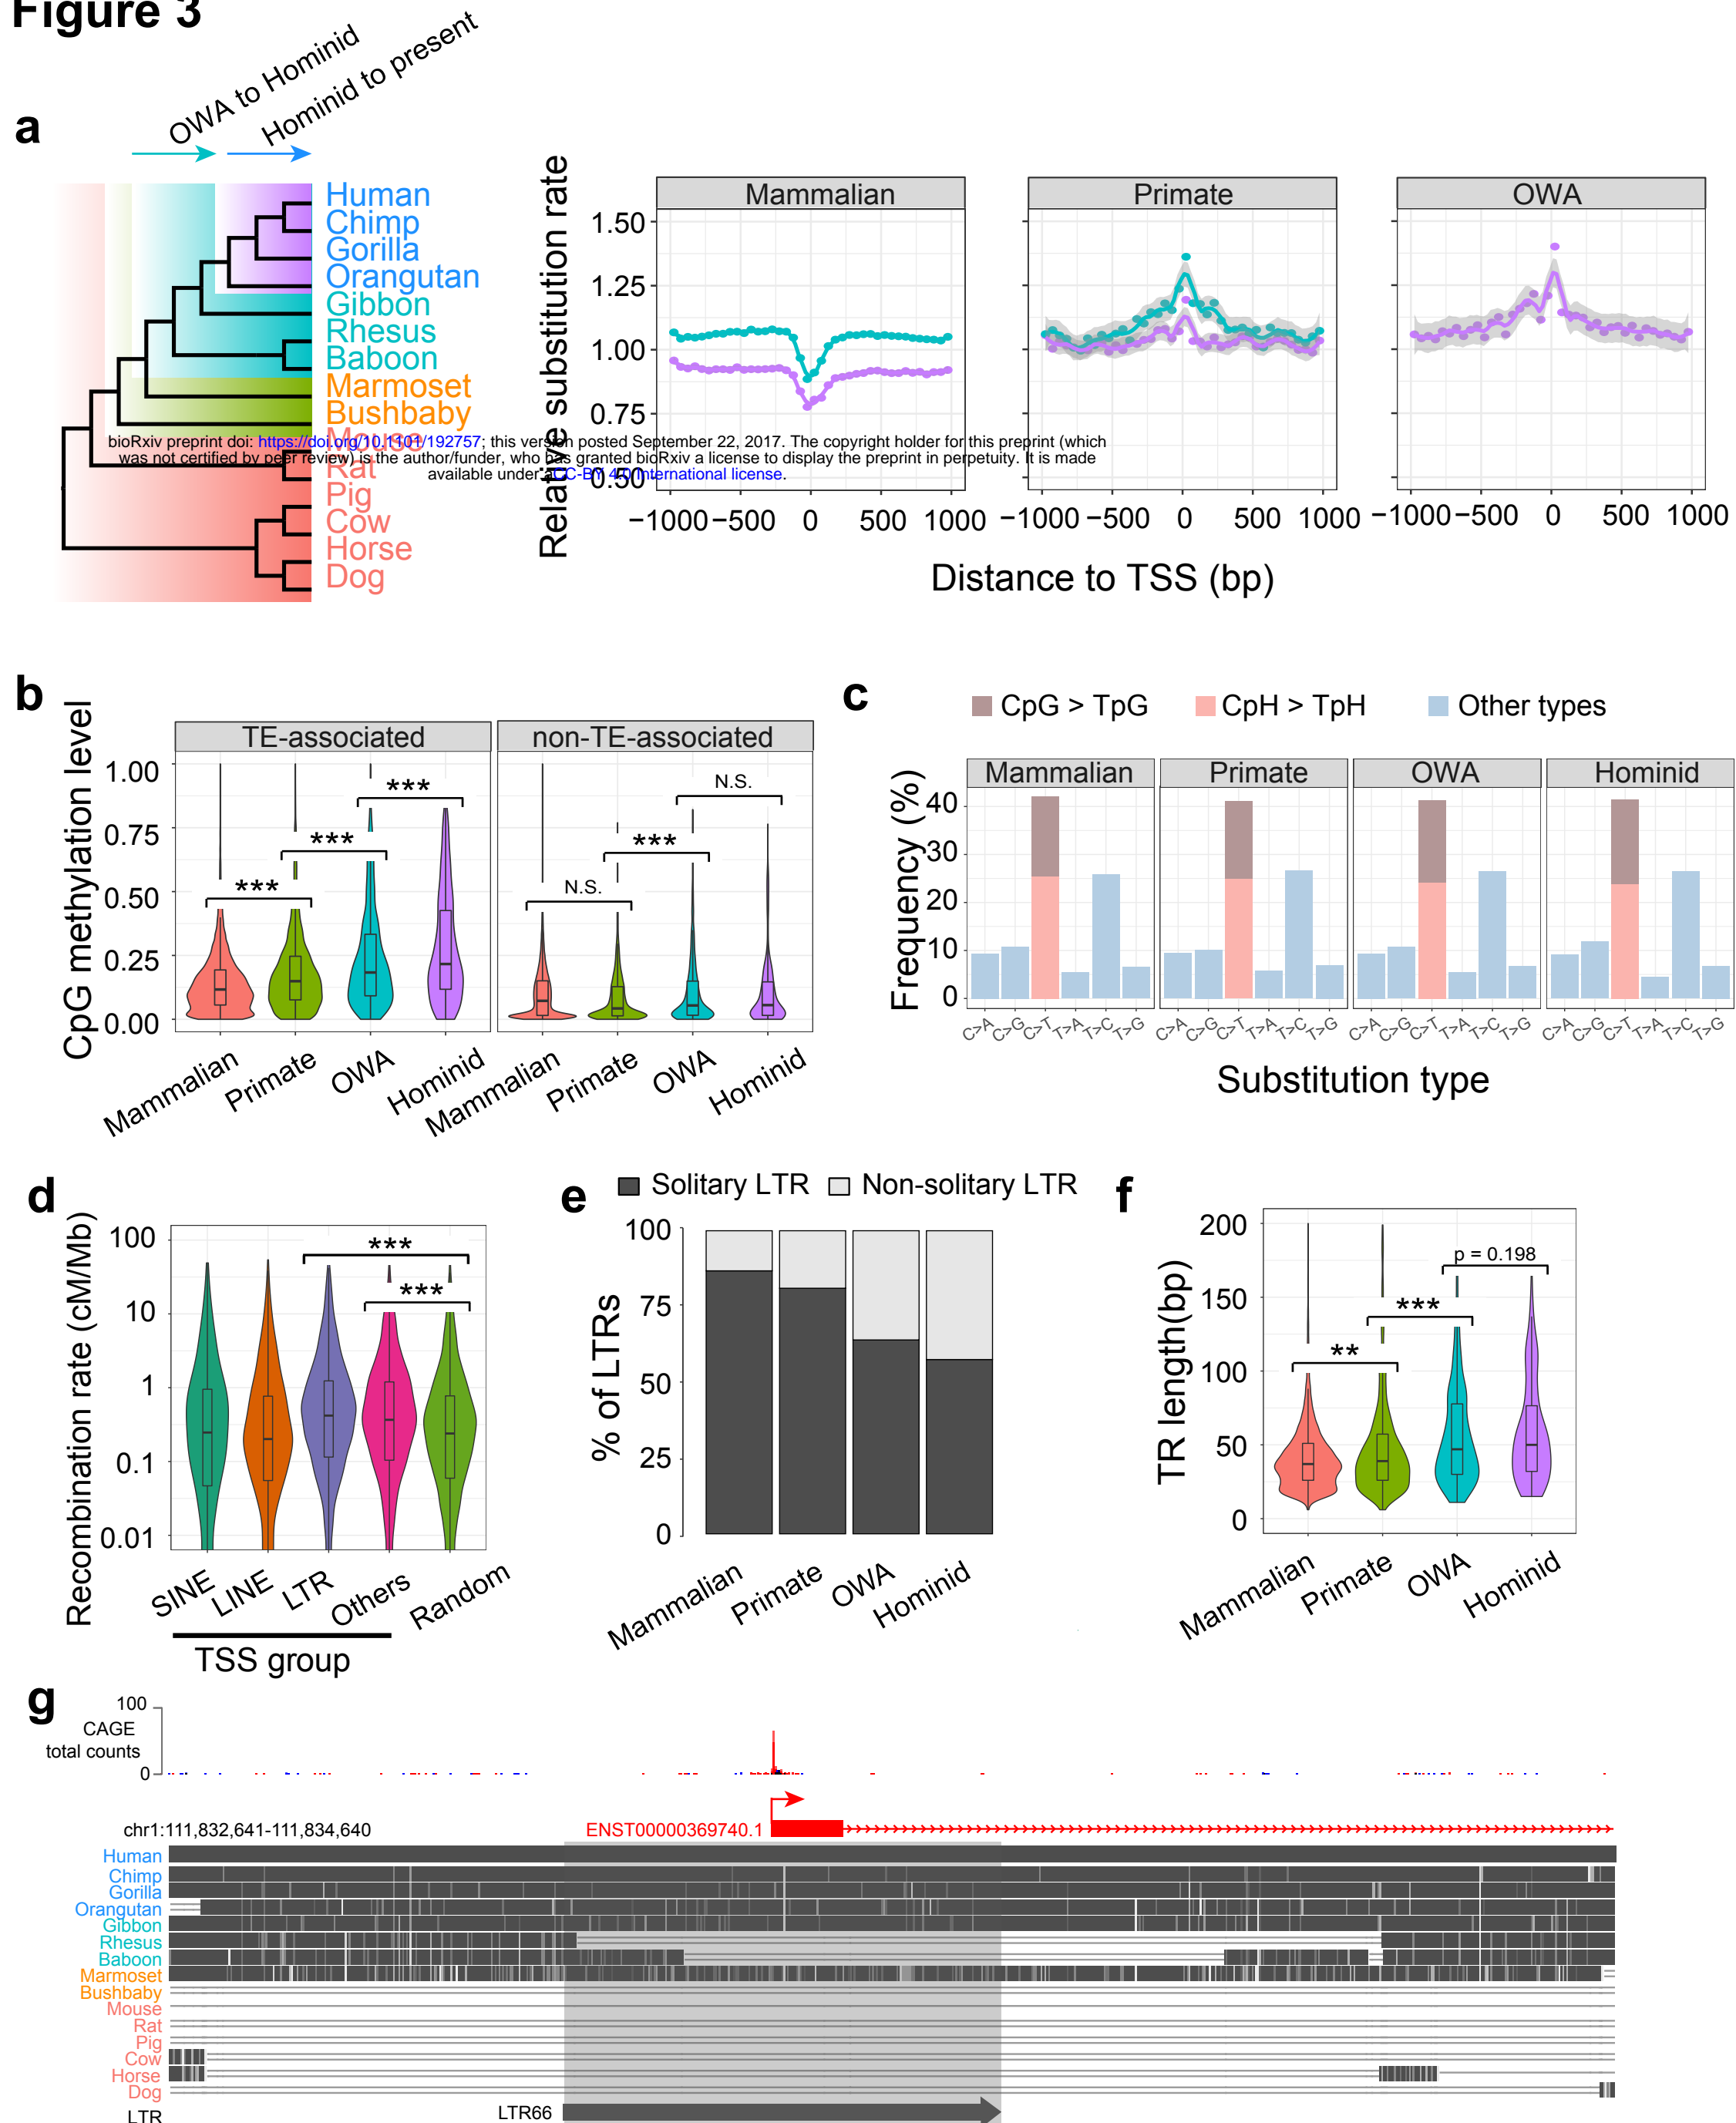 Figure 3
a
OWA to Hominid
Hominid to present
Human
Chimp
Gorilla
Orangutan
Gibbon
Rhesus
Baboon
Marmoset
Bushbaby
Mouse
Rat
Pig
Cow
Horse
Dog
Relative substitution rate
Mammalian
Primate
OWA
1.50
1.25
1.00
0.75
0.50
−1000 −500 0 500 1000
−1000 −500 0 500 1000
−1000 −500 0 500 1000
Distance to TSS (bp)
bioRxiv preprint doi: https://doi.org/10.1101/192757; this version posted September 22, 2017. The copyright holder for this preprint (which
was not certified by peer review) is the author/funder, who has granted bioRxiv a license to display the preprint in perpetuity. It is made
available under aCC-BY 4.0 International license.
b
CpG methylation level
TE-associated
non-TE-associated
1.00
0.75
0.50
0.25
0.00
***
***
***
N.S.
***
N.S.
Mammalian
Primate
OWA
Hominid
Mammalian
Primate
OWA
Hominid
c
CpG > TpG
CpH > TpH
Other types
Frequency (%)
Mammalian
Primate
OWA
Hominid
40
30
20
10
0
C>A C>G C>T T>A T>C T>G
C>A C>G C>T T>A T>C T>G
C>A C>G C>T T>A T>C T>G
C>A C>G C>T T>A T>C T>G
Substitution type
d
Recombination rate (cM/Mb)
100
10
1
0.1
0.01
***
***
SINE
LINE
LTR
Others
Random
TSS group
e
Solitary LTR
Non-solitary LTR
% of LTRs
100
75
50
25
0
Mammalian
Primate
OWA
Hominid
f
TR length(bp)
200
150
100
50
0
p = 0.198
***
**
Mammalian
Primate
OWA
Hominid
g
100
CAGE
total counts
0
chr1:111,832,641-111,834,640
ENST00000369740.1
Human
Chimp
Gorilla
Orangutan
Gibbon
Rhesus
Baboon
Marmoset
Bushbaby
Mouse
Rat
Pig
Cow
Horse
Dog
LTR
LTR66